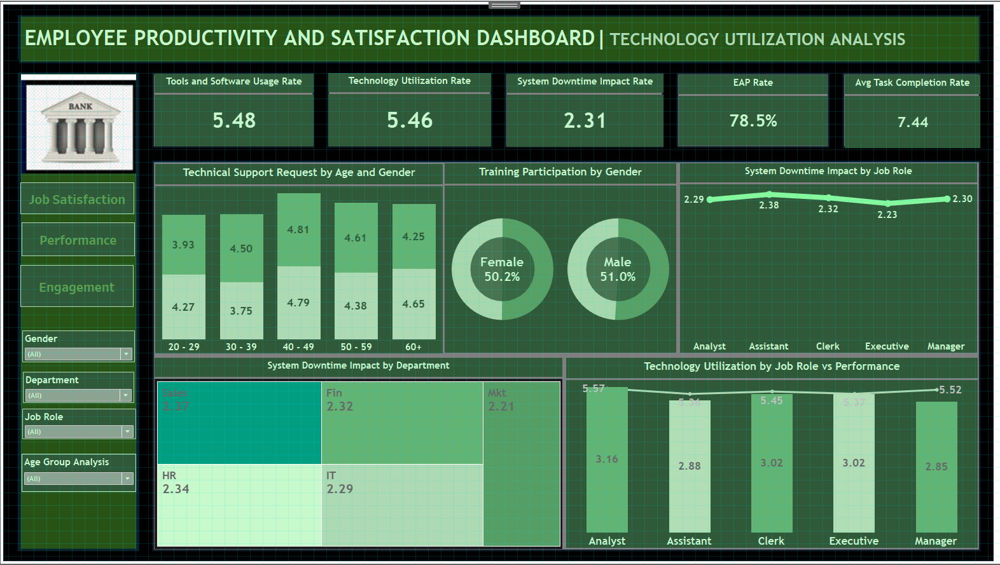 EMPLOYEE PRODUCTIVITY AND SATISFACTION DASHBOARD| TECHNOLOGY UTILIZATION ANALYSIS
BANK
Job Satisfaction
Performance
Engagement
Gender
(All)
Department
(All)
Job Role
(All)
Age Group Analysis
(All)
Tools and Software Usage Rate
5.48
Technology Utilization Rate
5.46
System Downtime Impact Rate
2.31
EAP Rate
78.5%
Avg Task Completion Rate
7.44
Technical Support Request by Age and Gender
3.93 4.50 4.81 4.61 4.25
4.27 3.75 4.79 4.38 4.65
20 - 29 30 - 39 40 - 49 50 - 59 60+
Training Participation by Gender
Female
50.2%
Male
51.0%
System Downtime Impact by Job Role
2.29 2.38 2.32 2.23 2.30
Analyst Assistant Clerk Executive Manager
System Downtime Impact by Department
Sales
2.37
Fin
2.32
Mkt
2.21
HR
2.34
IT
2.29
Technology Utilization by Job Role vs Performance
5.57 5.36 5.45 5.37 5.52
3.16 2.88 3.02 3.02 2.85
Analyst Assistant Clerk Executive Manager